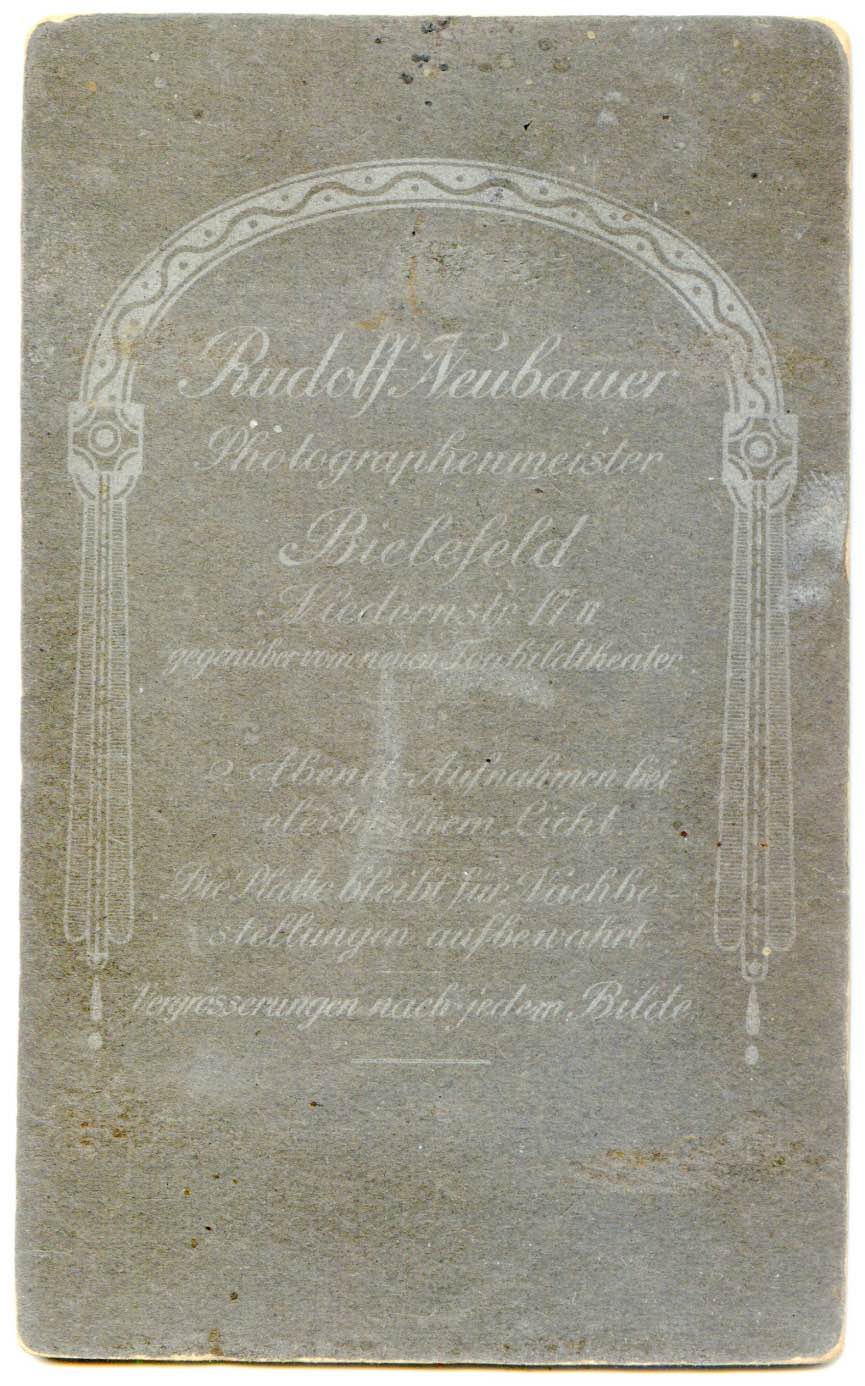 Rudolf Neubauer
Photographenmeister
Bielefeld
Niedernstr. 17 II
gegenüber vom neuen Tonbildtheater.
Abend-Aufnahmen bei
electrischem Licht.
Die Platte bleibt für Nachbe-
stellungen aufbewahrt.
Vergrösserungen nach jedem Bilde.